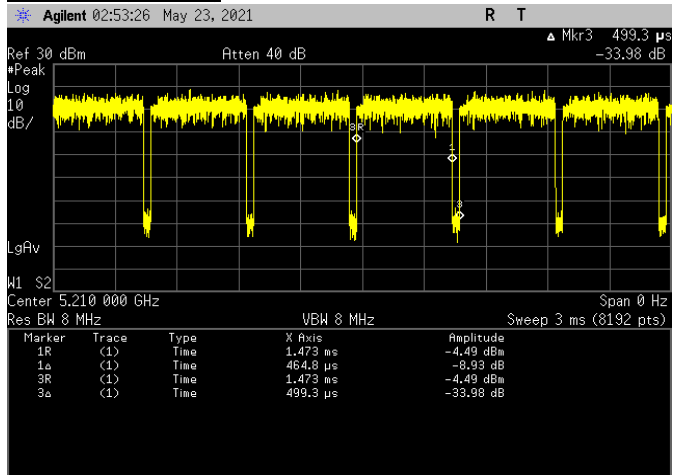 Agilent 02:53:26 May 23, 2021 R T
Δ Mkr3 499.3 µs
Ref 30 dBm Atten 40 dB -33.98 dB
#Peak
Log
10
dB/
3R
1
3
LgAv
W1 S2
Center 5.210 000 GHz Span 0 Hz
Res BW 8 MHz VBW 8 MHz Sweep 3 ms (8192 pts)
Marker Trace Type X Axis Amplitude
1R (1) Time 1.473 ms -4.49 dBm
1Δ (1) Time 464.8 µs -8.93 dB
3R (1) Time 1.473 ms -4.49 dBm
3Δ (1) Time 499.3 µs -33.98 dB